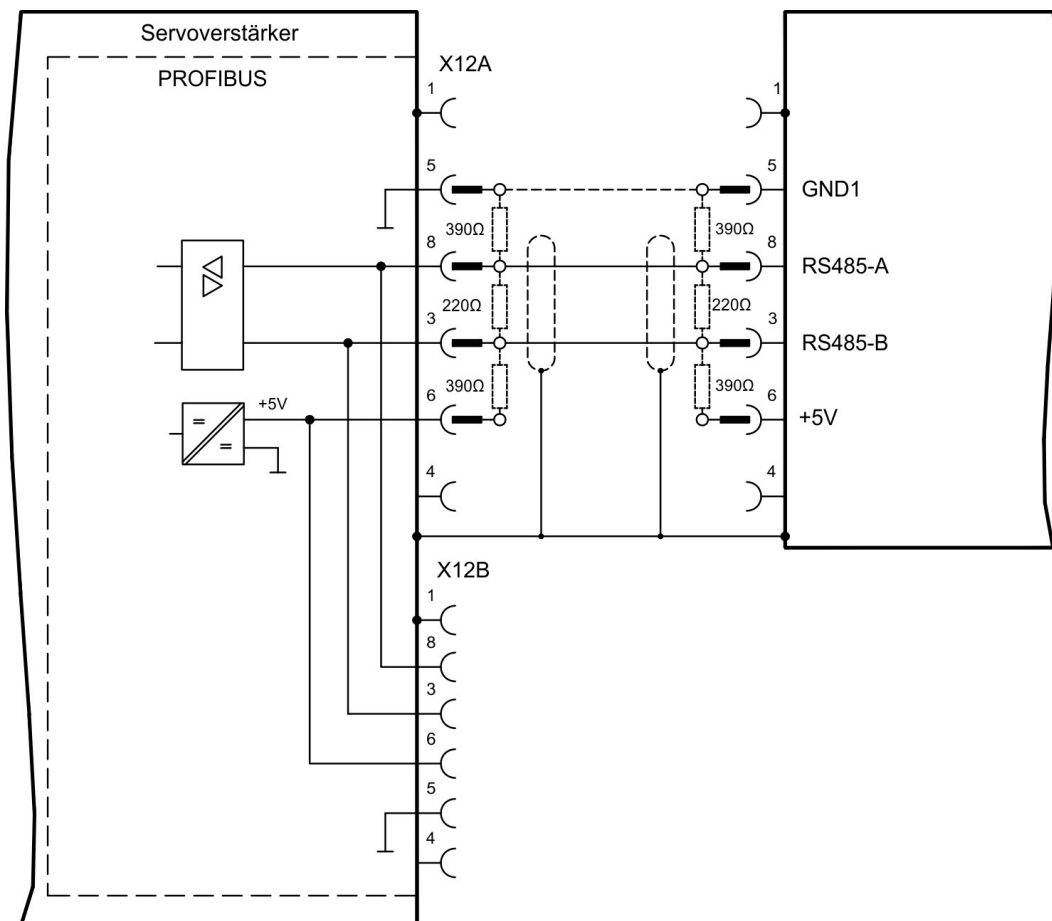 Servoverstärker
PROFIBUS
X12A
1
1
5
5
GND1
390Ω
390Ω
8
8
RS485-A
220Ω
220Ω
3
3
RS485-B
390Ω
390Ω
+5V
6
6
+5V
=
=
4
4
X12B
1
8
3
6
5
4